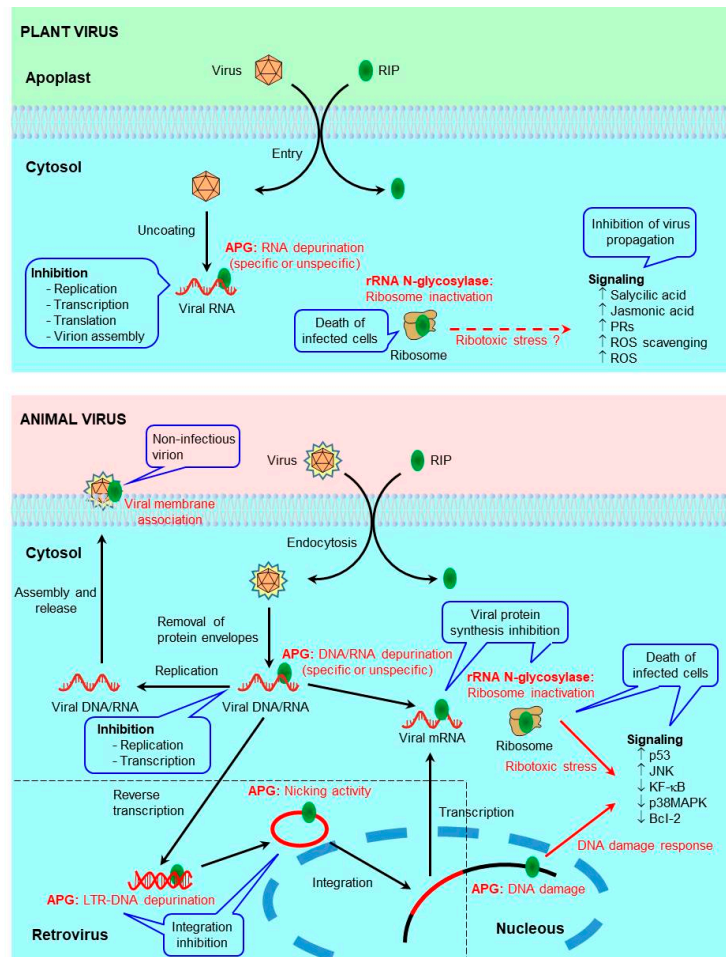 PLANT VIRUS
Apoplast
Virus
RIP
Cytosol
Entry
Uncoating
APG: RNA depurination
(specific or unspecific)
Viral RNA
Inhibition
- Replication
- Transcription
- Translation
- Virion assembly
rRNA N-glycosylase:
Ribosome inactivation
Death of
infected cells
Ribosome
Ribotoxic stress ?
Inhibition of virus
propagation
Signaling
↑ Salycilic acid
↑ Jasmonic acid
↑ PRs
↑ ROS scavenging
↑ ROS
ANIMAL VIRUS
Non-infectious
virion
Virus
RIP
Viral membrane
association
Cytosol
Endocytosis
Assembly and
release
Removal of
protein envelopes
Viral protein
synthesis inhibition
APG: DNA/RNA depurination
(specific or unspecific)
Replication
Viral DNA/RNA
Viral DNA/RNA
Viral mRNA
rRNA N-glycosylase:
Ribosome inactivation
Death of
infected cells
Ribosome
Inhibition
- Replication
- Transcription
Ribotoxic stress
Signaling
↑ p53
↑ JNK
↓ KF-κB
↓ p38MAPK
↓ Bcl-2
Reverse
transcription
APG: Nicking activity
Transcription
DNA damage response
Integration
APG: LTR-DNA depurination
APG: DNA damage
Integration
inhibition
Retrovirus
Nucleous